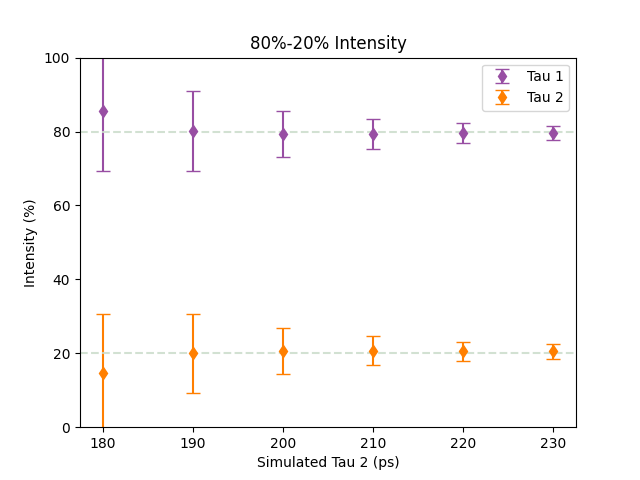 80%-20% Intensity
100
80
60
40
20
0
Intensity (%)
Tau 1
Tau 2
180 190 200 210 220 230
Simulated Tau 2 (ps)